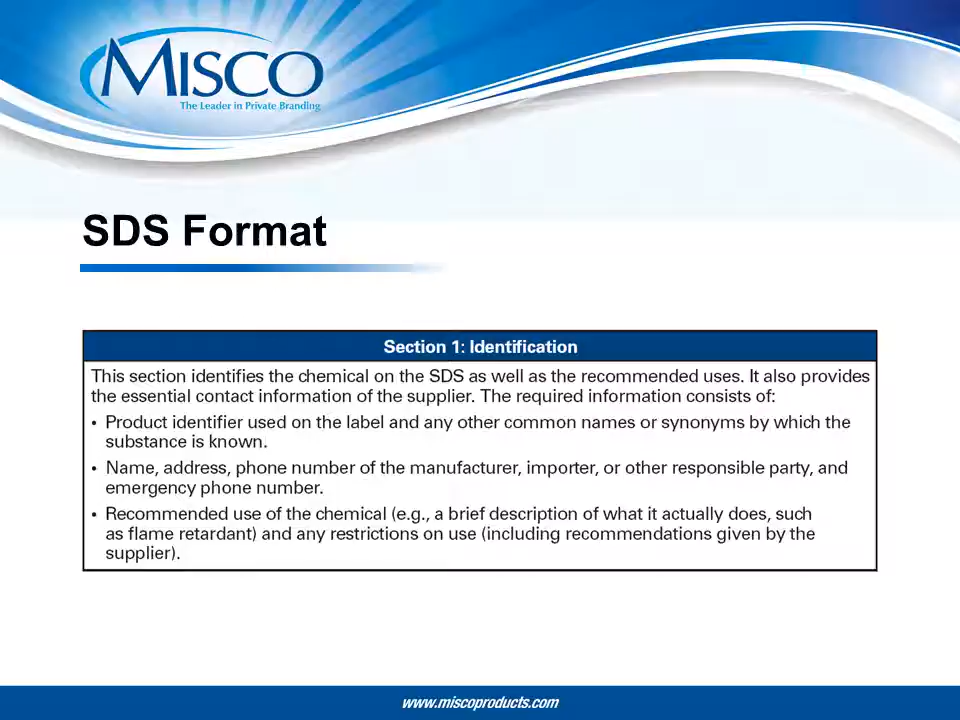 MISCO
The Leader in Private Branding
SDS Format
Section 1: Identification
This section identifies the chemical on the SDS as well as the recommended uses. It also provides
the essential contact information of the supplier. The required information consists of:
• Product identifier used on the label and any other common names or synonyms by which the
substance is known.
• Name, address, phone number of the manufacturer, importer, or other responsible party, and
emergency phone number.
• Recommended use of the chemical (e.g., a brief description of what it actually does, such
as flame retardant) and any restrictions on use (including recommendations given by the
supplier).
www.miscoproducts.com